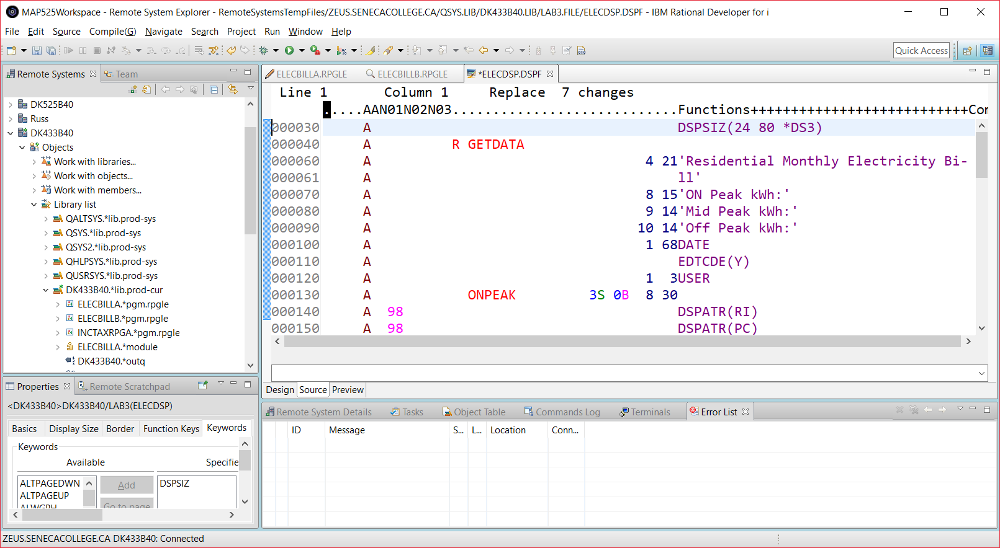 MAP525Workspace - Remote System Explorer - RemoteSystemsTempFiles/ZEUS.SENECACOLLEGE.CA/QSYS.LIB/DK433B40.LIB/LAB3.FILE/ELECDSP.DSPF - IBM Rational Developer for i
File Edit Source Compile(G) Navigate Search Project Run Window Help
Quick Access
Remote Systems
Team
DK525B40
Russ
DK433B40
Objects
Work with libraries...
Work with objects...
Work with members...
Library list
QALTSYS.*lib.prod-sys
QSYS.*lib.prod-sys
QSYS2.*lib.prod-sys
QHLPSYS.*lib.prod-sys
QUSRSYS.*lib.prod-sys
DK433B40.*lib.prod-cur
ELECBILLA.*pgm.rpgle
ELECBILLB.*pgm.rpgle
INCTAXRPGA.*pgm.rpgle
ELECBILLA.*module
DK433B40.*outq
ELECBILLA.RPGLE
ELECBILLB.RPGLE
*ELECDSP.DSPF
Line 1 Column 1 Replace 7 changes
.....AAN01N02N03............................Functions+++++++++++++++++++++++++++Com
000030 A DSPSIZ(24 80 *DS3)
000040 A R GETDATA
000060 A 4 21'Residential Monthly Electricity Bi-
000061 A ll'
000070 A 8 15'ON Peak kWh:'
000080 A 9 14'Mid Peak kWh:'
000090 A 10 14'Off Peak kWh:'
000100 A 1 68DATE
000110 A EDTCDE(Y)
000120 A 1 3USER
000130 A ONPEAK 3S 0B 8 30
000140 A 98 DSPATR(RI)
000150 A 98 DSPATR(PC)
Design Source Preview
Properties
Remote Scratchpad
<DK433B40>DK433B40/LAB3(ELECDSP)
Basics Display Size Border Function Keys Keywords
Keywords
Available Specifie
ALTPAGEDWN
ALTPAGEUP
ALWGPH
Add
Go to page
DSPSIZ
Remote System Details Tasks Object Table Commands Log Terminals Error List
ID Message S... L... Location Conn...
ZEUS.SENECACOLLEGE.CA DK433B40: Connected